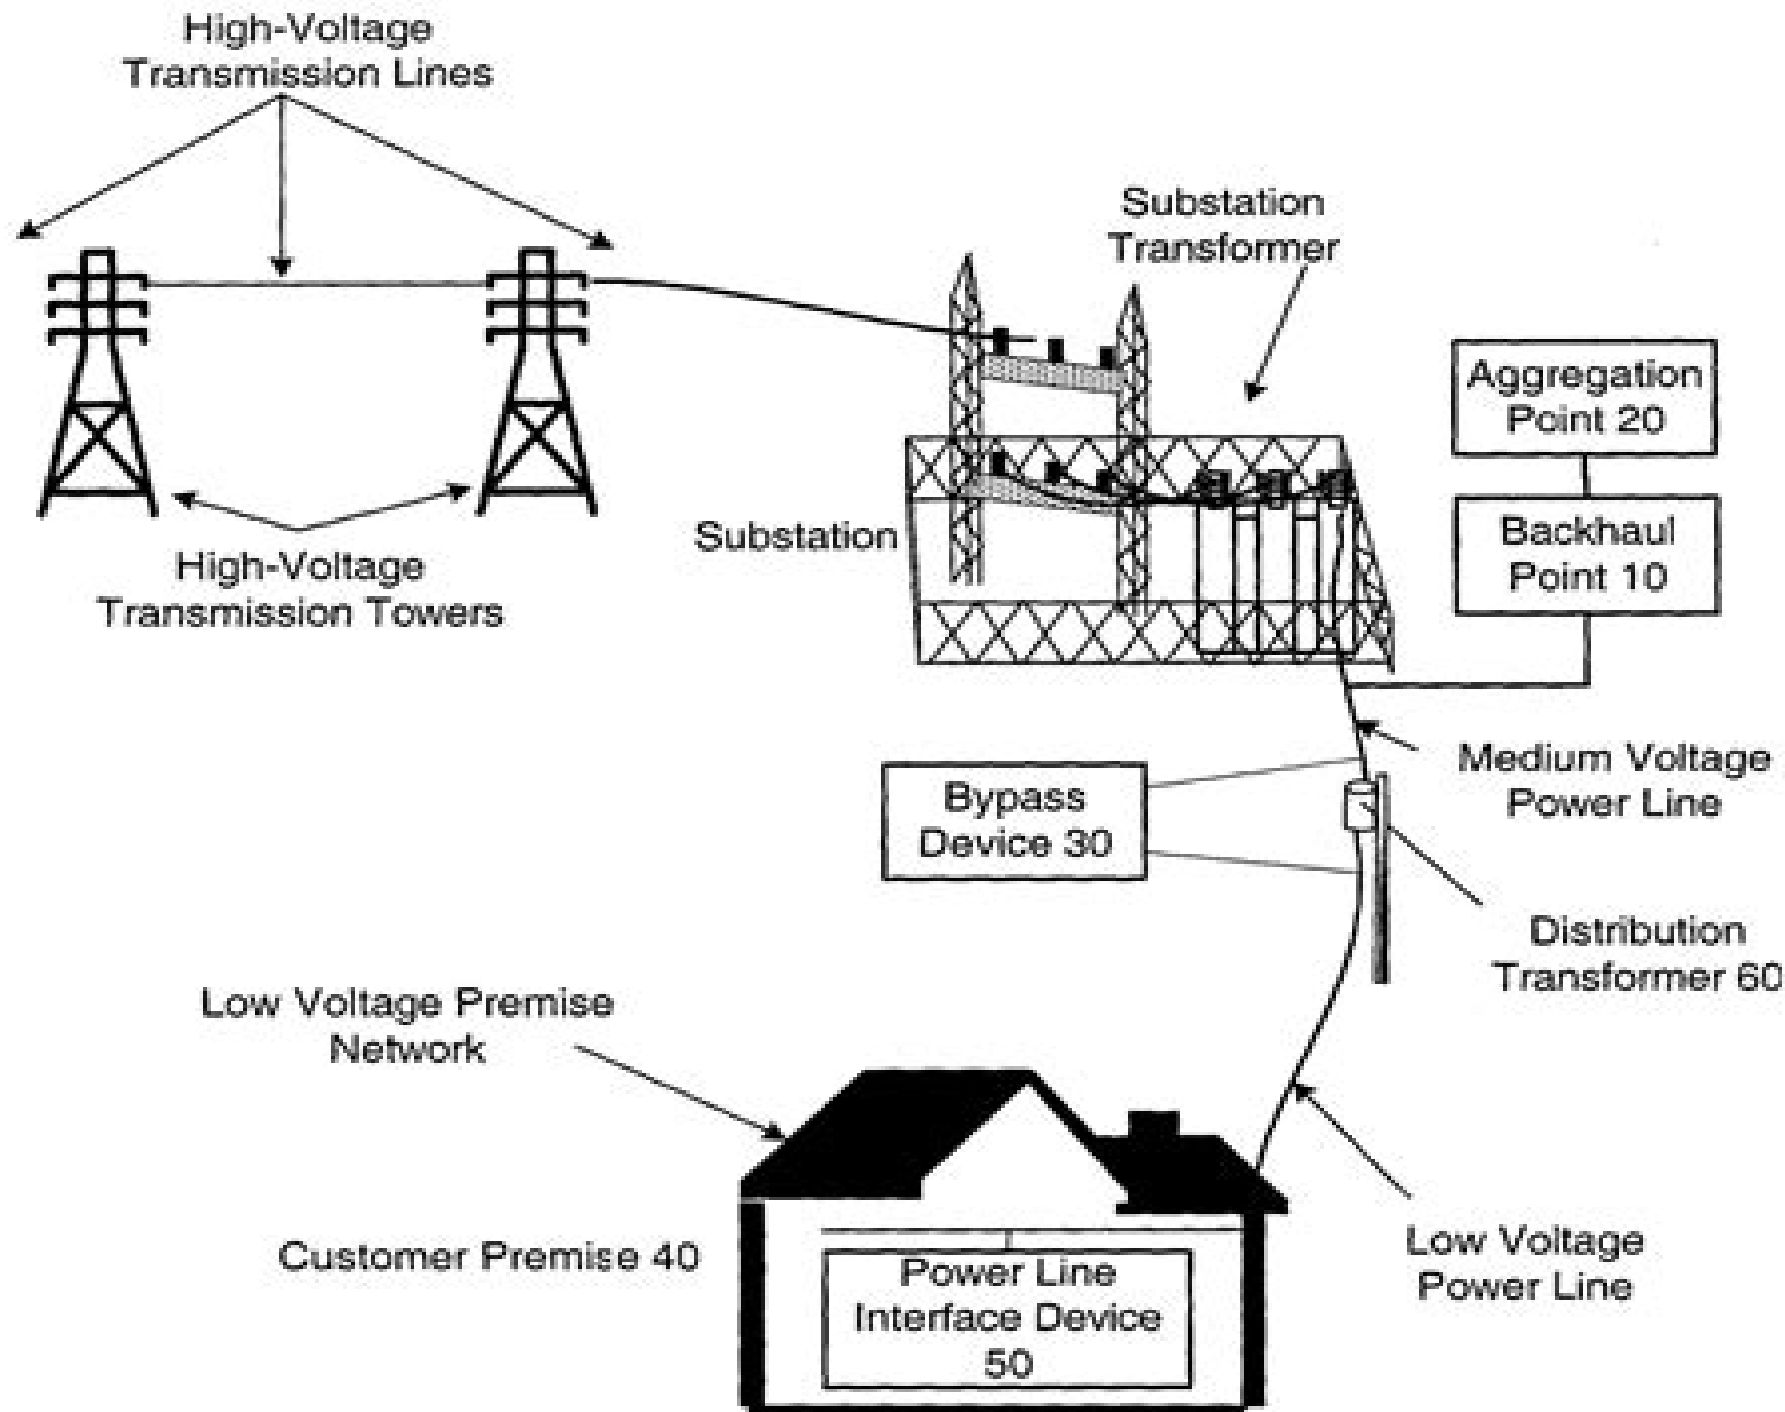 High-Voltage
Transmission Lines
Substation
Transformer
Aggregation
Point 20
Backhaul
Point 10
Substation
High-Voltage
Transmission Towers
Medium Voltage
Power Line
Bypass
Device 30
Distribution
Transformer 60
Low Voltage Premise
Network
Customer Premise 40
Power Line
Interface Device
50
Low Voltage
Power Line